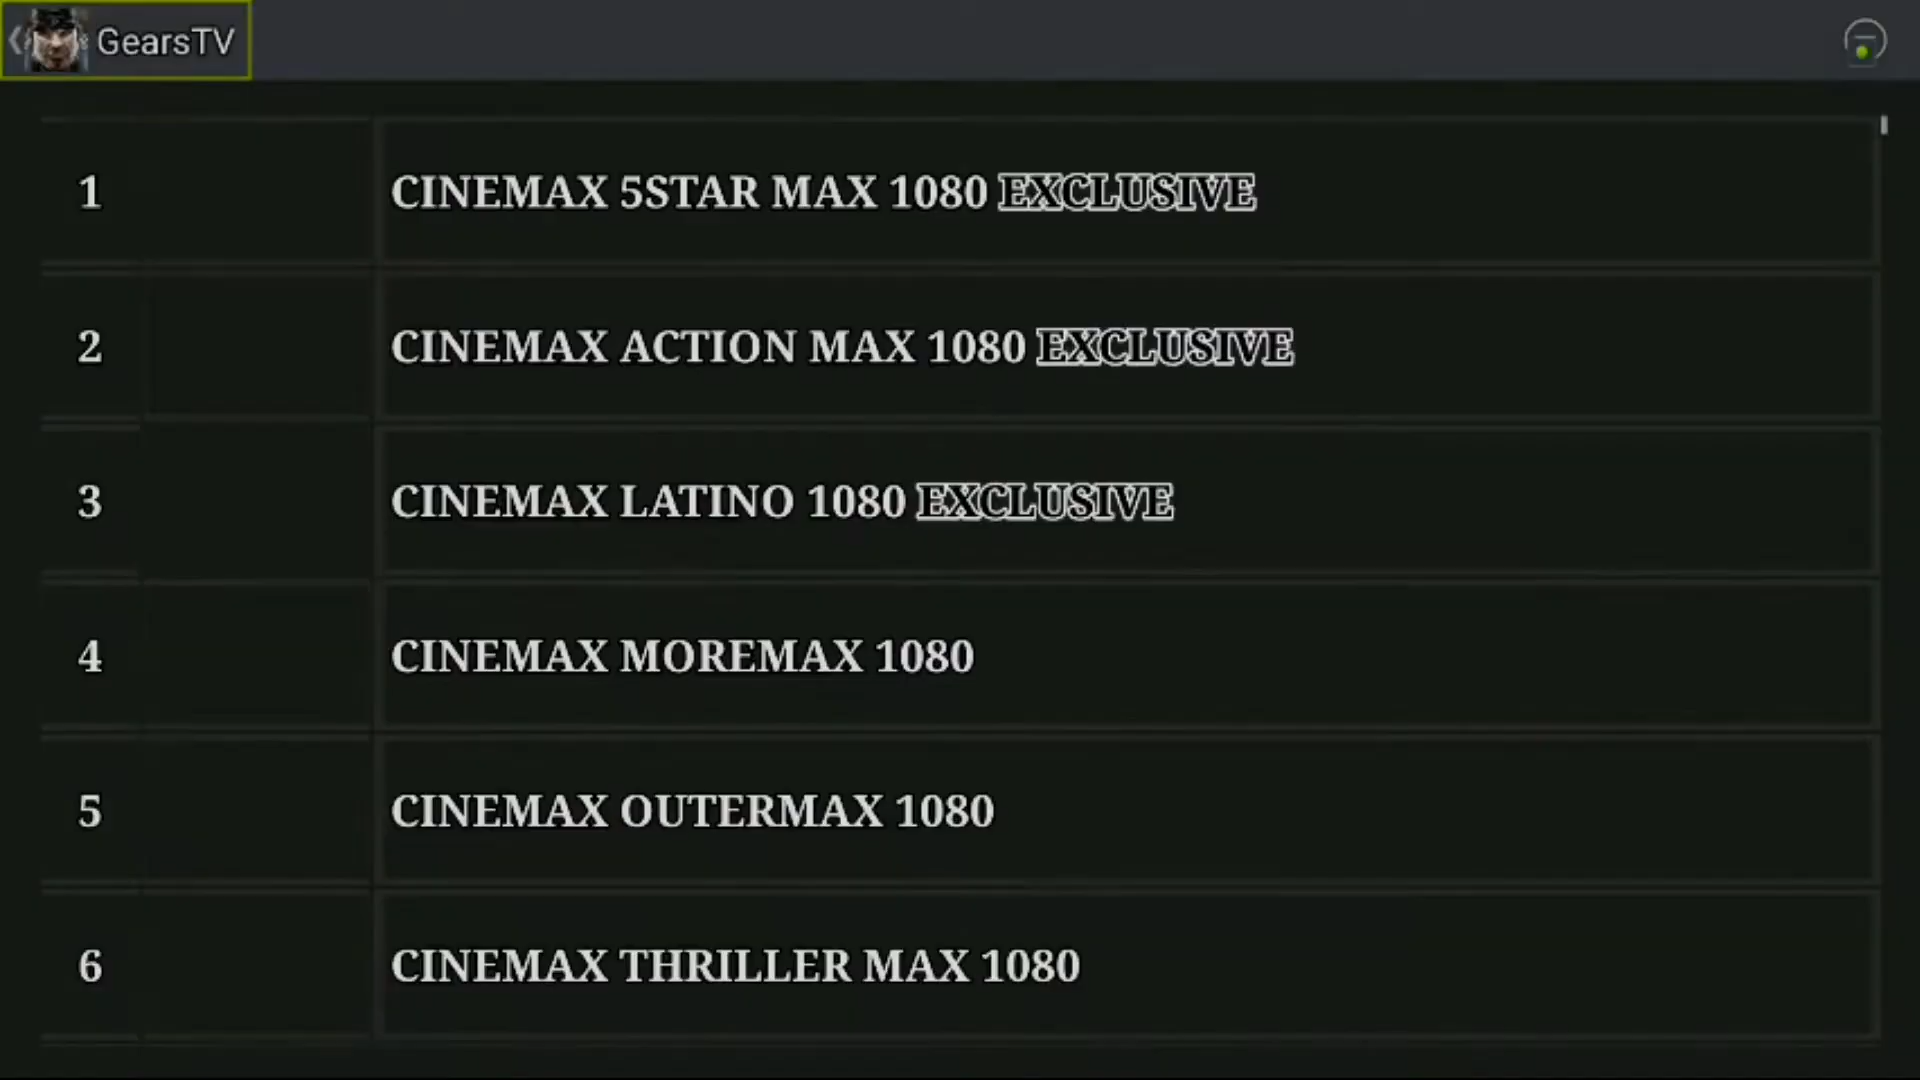 GearsTV
1 CINEMAX 5STAR MAX 1080 EXCLUSIVE
2 CINEMAX ACTION MAX 1080 EXCLUSIVE
3 CINEMAX LATINO 1080 EXCLUSIVE
4 CINEMAX MOREMAX 1080
5 CINEMAX OUTERMAX 1080
6 CINEMAX THRILLER MAX 1080